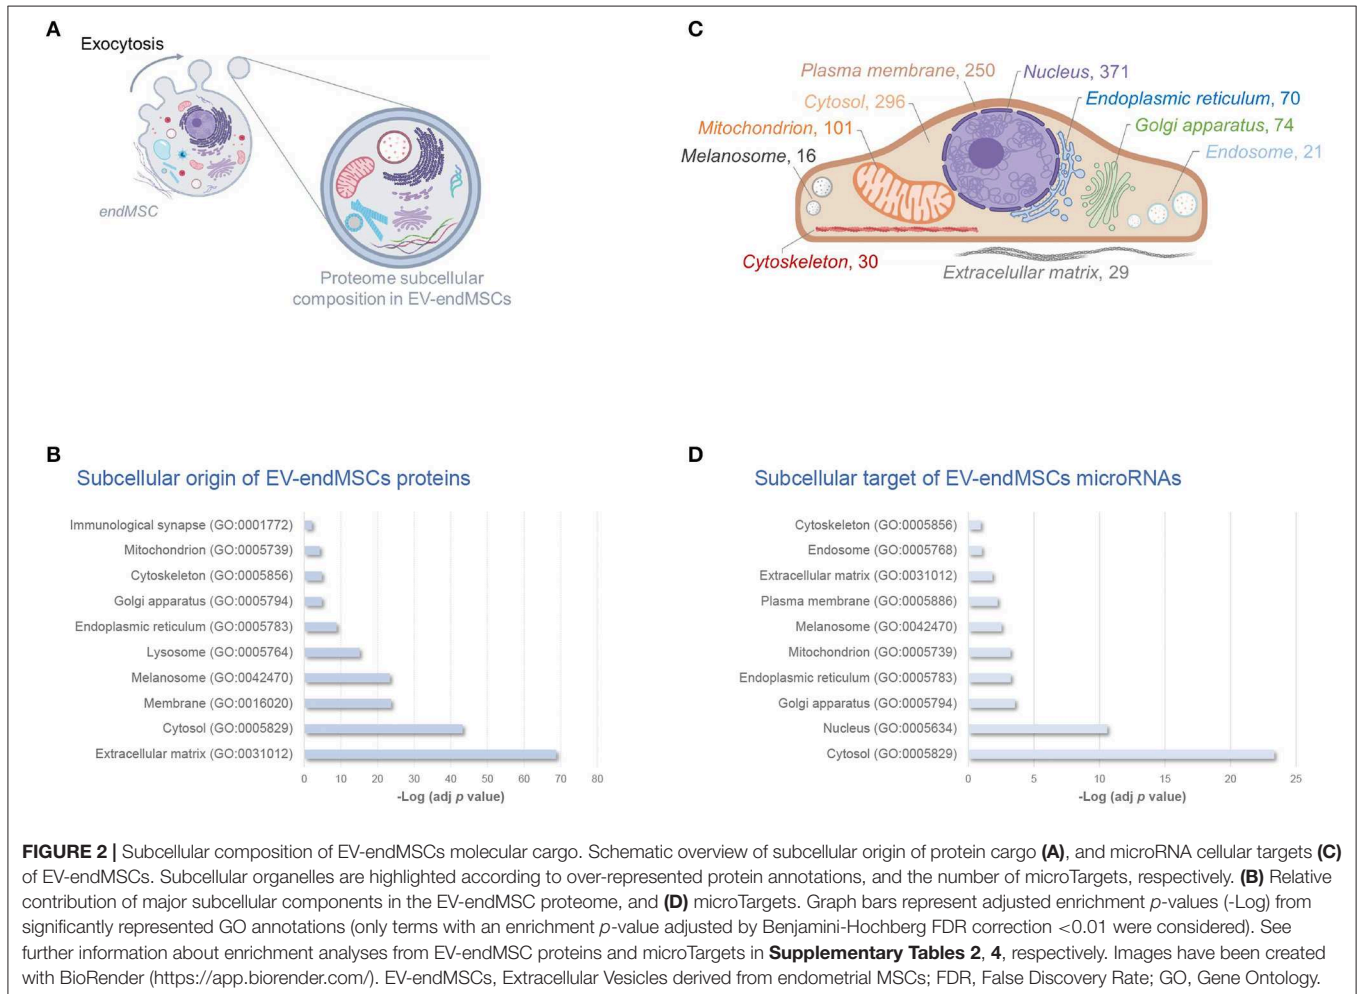 A
Exocytosis
endMSC
Proteome subcellular
composition in EV-endMSCs
C
Plasma membrane, 250
Nucleus, 371
Cytosol, 296
Endoplasmic reticulum, 70
Mitochondrion, 101
Golgi apparatus, 74
Melanosome, 16
Endosome, 21
Cytoskeleton, 30
Extracelullar matrix, 29
B
Subcellular origin of EV-endMSCs proteins
Immunological synapse (GO:0001772)
Mitochondrion (GO:0005739)
Cytoskeleton (GO:0005856)
Golgi apparatus (GO:0005794)
Endoplasmic reticulum (GO:0005783)
Lysosome (GO:0005764)
Melanosome (GO:0042470)
Membrane (GO:0016020)
Cytosol (GO:0005829)
Extracellular matrix (GO:0031012)
0 10 20 30 40 50 60 70 80
-Log (adj p value)
D
Subcellular target of EV-endMSCs microRNAs
Cytoskeleton (GO:0005856)
Endosome (GO:0005768)
Extracellular matrix (GO:0031012)
Plasma membrane (GO:0005886)
Melanosome (GO:0042470)
Mitochondrion (GO:0005739)
Endoplasmic reticulum (GO:0005783)
Golgi apparatus (GO:0005794)
Nucleus (GO:0005634)
Cytosol (GO:0005829)
0 5 10 15 20 25
-Log (adj p value)
FIGURE 2 | Subcellular composition of EV-endMSCs molecular cargo. Schematic overview of subcellular origin of protein cargo (A), and microRNA cellular targets (C)
of EV-endMSCs. Subcellular organelles are highlighted according to over-represented protein annotations, and the number of microTargets, respectively. (B) Relative
contribution of major subcellular components in the EV-endMSC proteome, and (D) microTargets. Graph bars represent adjusted enrichment p-values (-Log) from
significantly represented GO annotations (only terms with an enrichment p-value adjusted by Benjamini-Hochberg FDR correction <0.01 were considered). See
further information about enrichment analyses from EV-endMSC proteins and microTargets in Supplementary Tables 2, 4, respectively. Images have been created
with BioRender (https://app.biorender.com/). EV-endMSCs, Extracellular Vesicles derived from endometrial MSCs; FDR, False Discovery Rate; GO, Gene Ontology.